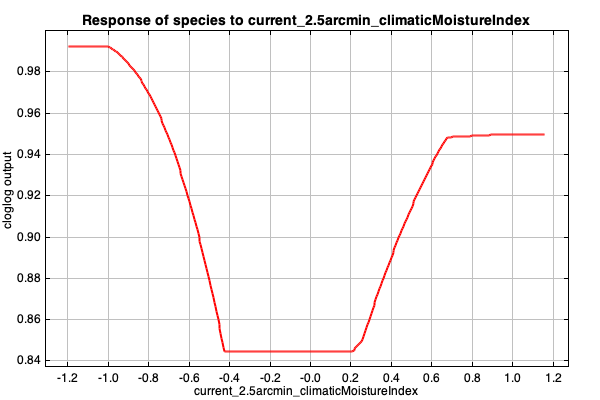 Response of species to current_2.5arcmin_climaticMoistureIndex
cloglog output
0.98
0.96
0.94
0.92
0.90
0.88
0.86
0.84
-1.2 -1.0 -0.8 -0.6 -0.4 -0.2 -0.0 0.2 0.4 0.6 0.8 1.0 1.2
current_2.5arcmin_climaticMoistureIndex